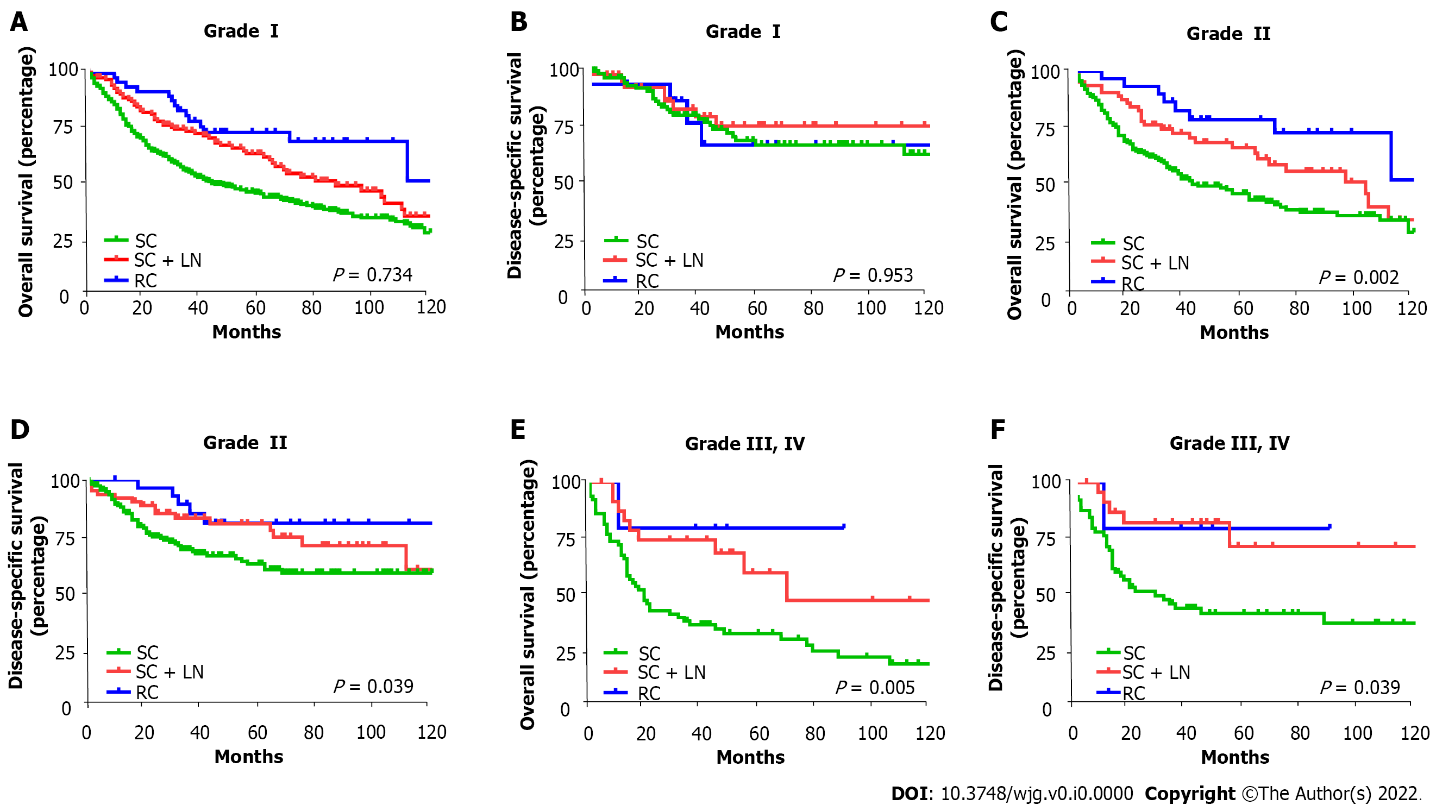 A
Grade I
Overall survival (percentage)
100
75
50
25
0
SC
SC + LN
RC
P = 0.734
0 20 40 60 80 100 120
Months
B
Grade I
Disease-specific survival
(percentage)
100
75
50
25
0
SC
SC + LN
RC
P = 0.953
0 20 40 60 80 100 120
Months
C
Grade II
Overall survival (percentage)
100
75
50
25
0
SC
SC + LN
RC
P = 0.002
0 20 40 60 80 100 120
Months
D
Grade II
Disease-specific survival
(percentage)
100
75
50
25
0
SC
SC + LN
RC
P = 0.039
0 20 40 60 80 100 120
Months
E
Grade III, IV
Overall survival (percentage)
100
75
50
25
0
SC
SC + LN
RC
P = 0.005
0 20 40 60 80 100 120
Months
F
Grade III, IV
Disease-specific survival
(percentage)
100
75
50
25
0
SC
SC + LN
RC
P = 0.039
0 20 40 60 80 100 120
Months
DOI: 10.3748/wjg.v0.i0.0000 Copyright ©The Author(s) 2022.